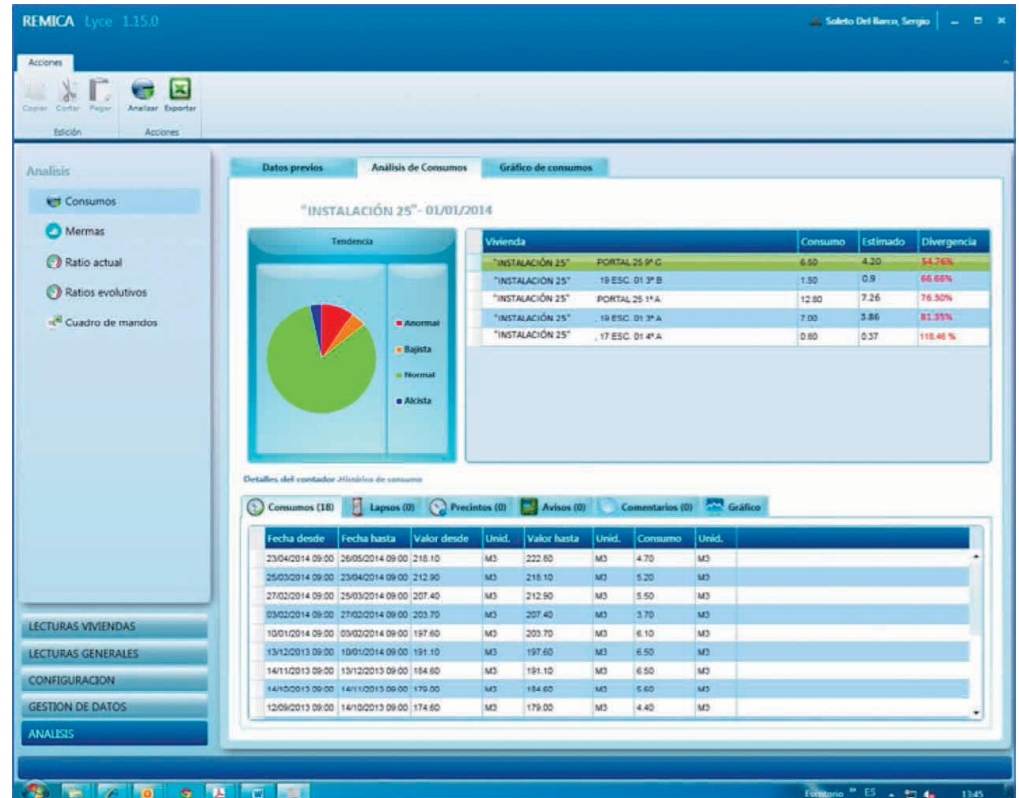 REMICA Lyce 1.15.0
Soleto Del Barco, Sergio
Acciones
Copiar Cortar Pegar Analizar Exportar
Edición Acciones
Analisis
Consumos
Mermas
Ratio actual
Ratios evolutivos
Cuadro de mandos
LECTURAS VIVIENDAS
LECTURAS GENERALES
CONFIGURACION
GESTION DE DATOS
ANALISIS
Datos previos Análisis de Consumos Gráfico de consumos
"INSTALACIÓN 25"- 01/01/2014
Tendencia
Anormal
Bajista
Normal
Alcista
Vivienda Consumo Estimado Divergencia
"INSTALACIÓN 25" PORTAL 25 9º C 6.50 4.20 54.76%
"INSTALACIÓN 25" , 19 ESC. 01 3º B 1.50 0.9 66.66%
"INSTALACIÓN 25" PORTAL 25 1º A 12.80 7.26 76.30%
"INSTALACIÓN 25" , 19 ESC. 01 3º A 7.00 3.86 81.35%
"INSTALACIÓN 25" , 17 ESC. 01 4º A 0.80 0.37 118.46 %
Detalles del contador .Histórico de consumo
Consumos (18) Lapsos (0) Precintos (0) Avisos (0) Comentarios (0) Gráfico
Fecha desde Fecha hasta Valor desde Unid. Valor hasta Unid. Consumo Unid.
23/04/2014 09:00 26/05/2014 09:00 218.10 M3 222.80 M3 4.70 M3
25/03/2014 09:00 23/04/2014 09:00 212.90 M3 218.10 M3 5.20 M3
27/02/2014 09:00 25/03/2014 09:00 207.40 M3 212.90 M3 5.50 M3
03/02/2014 09:00 27/02/2014 09:00 203.70 M3 207.40 M3 3.70 M3
10/01/2014 09:00 03/02/2014 09:00 197.60 M3 203.70 M3 6.10 M3
13/12/2013 09:00 10/01/2014 09:00 191.10 M3 197.60 M3 6.50 M3
14/11/2013 09:00 13/12/2013 09:00 184.60 M3 191.10 M3 6.50 M3
14/10/2013 09:00 14/11/2013 09:00 179.00 M3 184.60 M3 5.60 M3
12/09/2013 09:00 14/10/2013 09:00 174.60 M3 179.00 M3 4.40 M3
Escritorio » ES 13:45